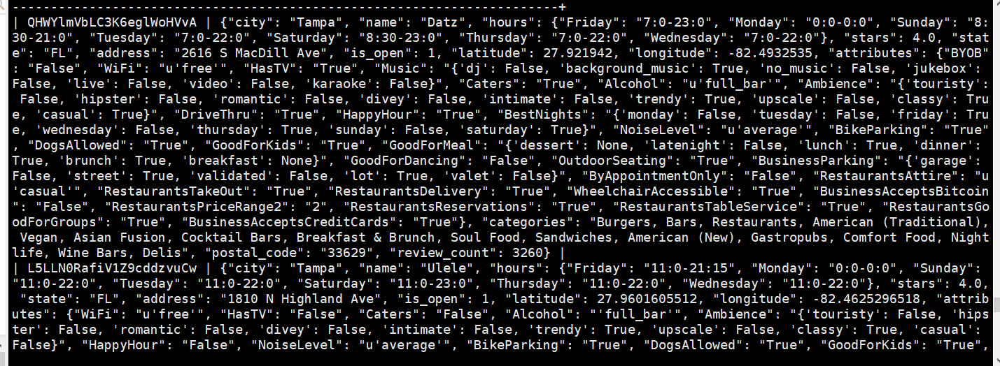 -----------------------------------------------------------------------+
| QHWYlmVbLC3K6eglWoHVvA | {"city": "Tampa", "name": "Datz", "hours": {"Friday": "7:0-23:0", "Monday": "0:0-0:0", "Sunday": "8:
30-21:0", "Tuesday": "7:0-22:0", "Saturday": "8:30-23:0", "Thursday": "7:0-22:0", "Wednesday": "7:0-22:0"}, "stars": 4.0, "stat
e": "FL", "address": "2616 S MacDill Ave", "is_open": 1, "latitude": 27.921942, "longitude": -82.4932535, "attributes": {"BYOB"
: "False", "WiFi": "u'free'", "HasTV": "True", "Music": "{'dj': False, 'background_music': True, 'no_music': False, 'jukebox':
False, 'live': False, 'video': False, 'karaoke': False}", "Caters": "True", "Alcohol": "u'full_bar'", "Ambience": "{'touristy':
 False, 'hipster': False, 'romantic': False, 'divey': False, 'intimate': False, 'trendy': True, 'upscale': False, 'classy': Tru
e, 'casual': True}", "DriveThru": "True", "HappyHour": "True", "BestNights": "{'monday': False, 'tuesday': False, 'friday': Tru
e, 'wednesday': False, 'thursday': True, 'sunday': False, 'saturday': True}", "NoiseLevel": "u'average'", "BikeParking": "True"
, "DogsAllowed": "True", "GoodForKids": "True", "GoodForMeal": "{'dessert': None, 'latenight': False, 'lunch': True, 'dinner':
True, 'brunch': True, 'breakfast': None}", "GoodForDancing": "False", "OutdoorSeating": "True", "BusinessParking": "{'garage':
False, 'street': True, 'validated': False, 'lot': True, 'valet': False}", "ByAppointmentOnly": "False", "RestaurantsAttire": "u
'casual'", "RestaurantsTakeOut": "True", "RestaurantsDelivery": "True", "WheelchairAccessible": "True", "BusinessAcceptsBitcoin
": "False", "RestaurantsPriceRange2": "2", "RestaurantsReservations": "True", "RestaurantsTableService": "True", "RestaurantsGo
odForGroups": "True", "BusinessAcceptsCreditCards": "True"}, "categories": "Burgers, Bars, Restaurants, American (Traditional),
 Vegan, Asian Fusion, Cocktail Bars, Breakfast & Brunch, Soul Food, Sandwiches, American (New), Gastropubs, Comfort Food, Night
life, Wine Bars, Delis", "postal_code": "33629", "review_count": 3260} |
| L5LLN0RafiV1Z9cddzvuCw | {"city": "Tampa", "name": "Ulele", "hours": {"Friday": "11:0-21:15", "Monday": "0:0-0:0", "Sunday":
"11:0-22:0", "Tuesday": "11:0-22:0", "Saturday": "11:0-23:0", "Thursday": "11:0-22:0", "Wednesday": "11:0-22:0"}, "stars": 4.0,
 "state": "FL", "address": "1810 N Highland Ave", "is_open": 1, "latitude": 27.9601605512, "longitude": -82.4625296518, "attrib
utes": {"WiFi": "u'free'" , "HasTV": "False", "Caters": "False", "Alcohol": "'full_bar'", "Ambience": "{'touristy': False, 'hips
ter': False, 'romantic': False, 'divey': False, 'intimate': False, 'trendy': True, 'upscale': False, 'classy': True, 'casual':
False}", "HappyHour": "False", "NoiseLevel": "u'average'", "BikeParking": "True", "DogsAllowed": "True", "GoodForKids": "True",